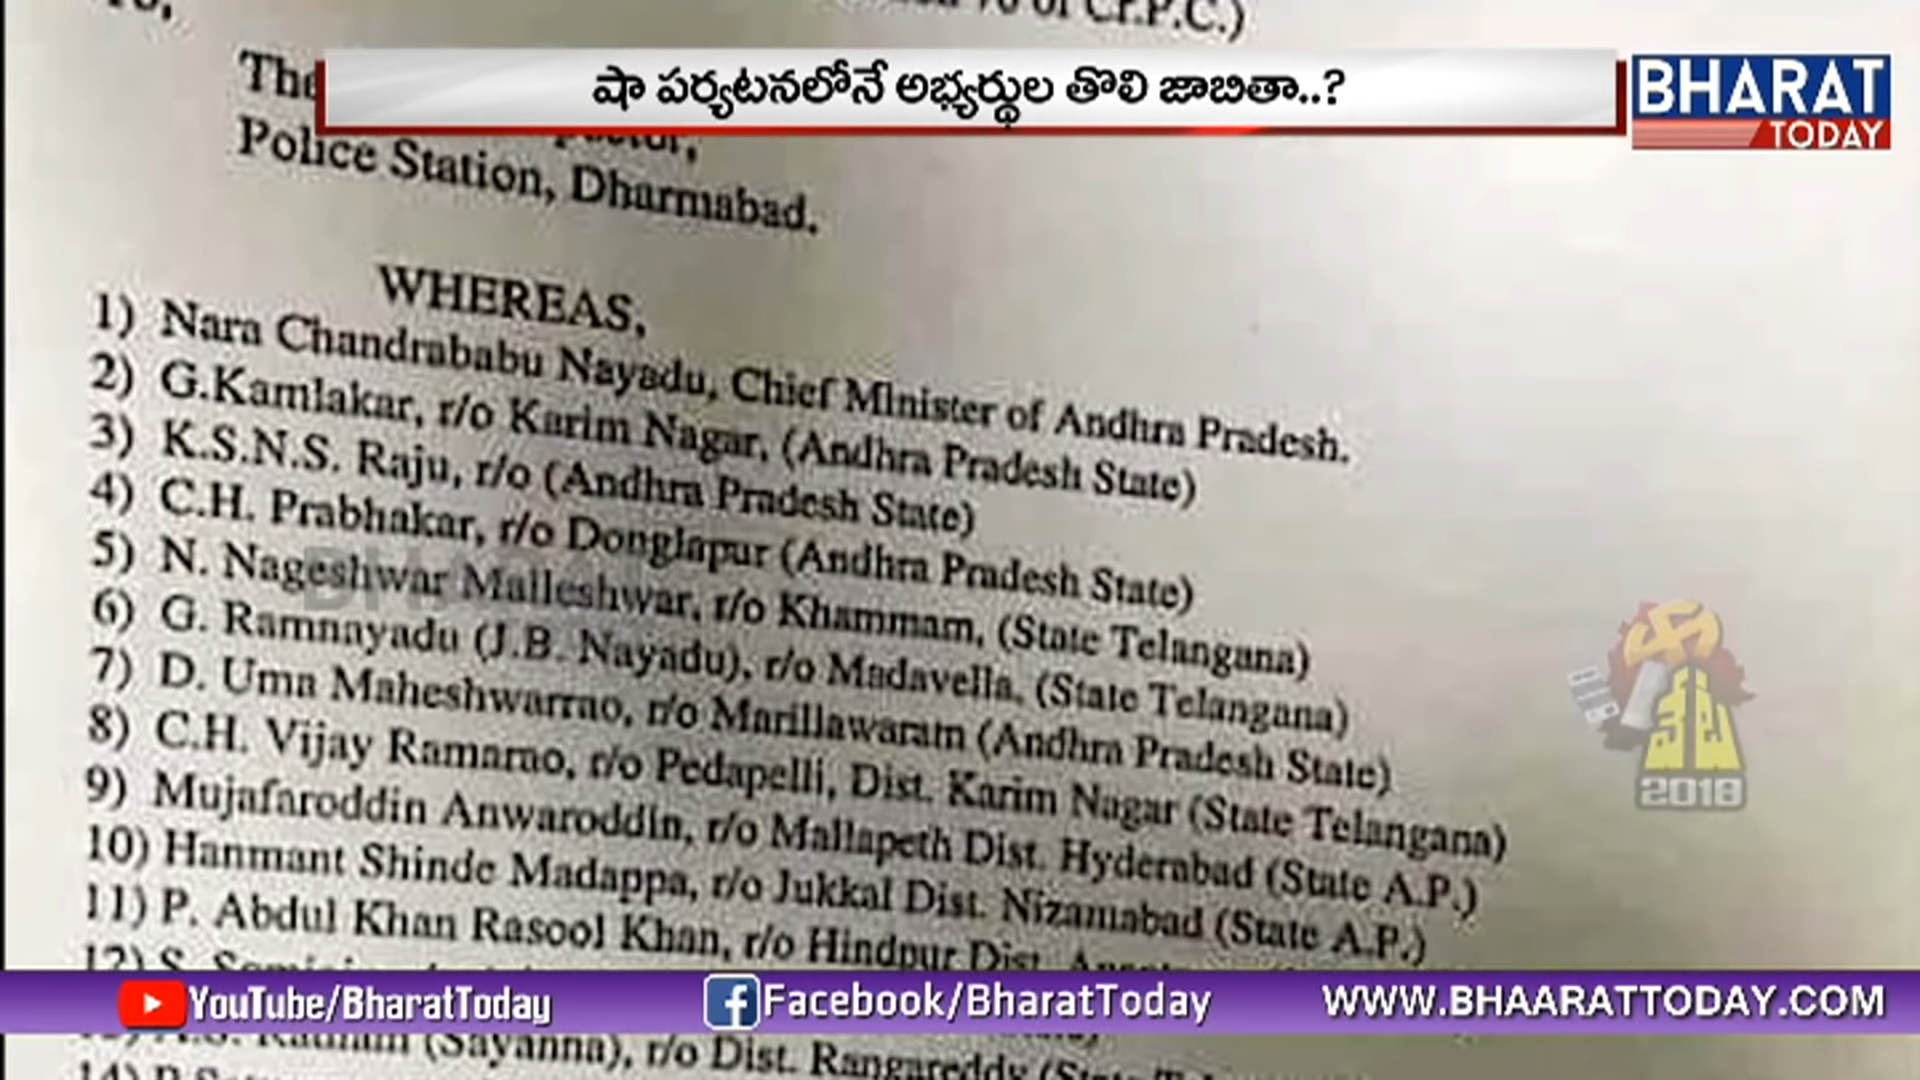 70 of Cr.P.C.)
షా పర్యటనలోనే అభ్యర్థుల తొలి జాబితా..?
BHARAT
TODAY
Police Station, Dharmabad.
WHEREAS,
1) Nara Chandrababu Nayadu, Chief Minister of Andhra Pradesh.
2) G.Kamlakar, r/o Karim Nagar, (Andhra Pradesh State)
3) K.S.N.S. Raju, r/o (Andhra Pradesh State)
4) C.H. Prabhakar, r/o Donglapur (Andhra Pradesh State)
5) N. Nageshwar Malleshwar, r/o Khammam, (State Telangana)
6) G. Ramnayadu (J.B. Nayadu), r/o Madavella, (State Telangana)
7) D. Uma Maheshwarrao, r/o Marillawaram (Andhra Pradesh State)
8) C.H. Vijay Ramarao, r/o Pedapelli, Dist. Karim Nagar (State Telangana)
9) Mujafaroddin Anwaroddin, r/o Mallapeth Dist. Hyderabad (State A.P.)
10) Hanmant Shinde Madappa, r/o Jukkal Dist. Nizamabad (State A.P.)
11) P. Abdul Khan Rasool Khan, r/o Hindpur Dist.
12) S.
(Sayanna), r/o Dist. Rangareddy
14)
2018
YouTube/BharatToday
Facebook/BharatToday
WWW.BHAARATTODAY.COM